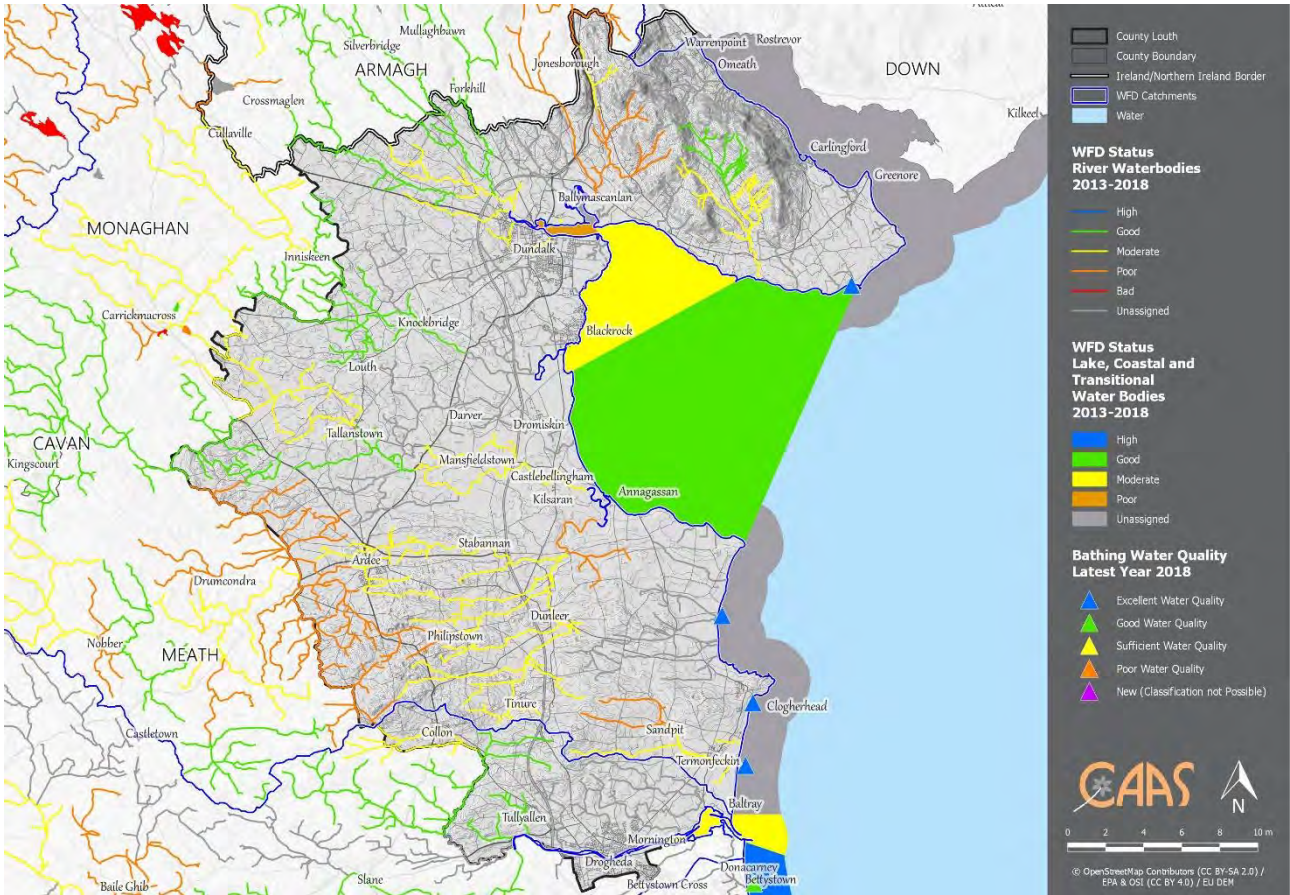 Mullaghbawn
Silverbridge
ARMAGH
Forkhill
Jonesborough
Warrenpoint
Rostrevor
Omeath
DOWN
Kilkeel
Crossmaglen
Cullaville
Carlingford
Greenore
Ballymascanlan
MONAGHAN
Dundalk
Inniskeen
Carrickmacross
Knockbridge
Blackrock
Louth
Darver
Dromiskin
Tallanstown
CAVAN
Kingscourt
Mansfieldstown
Castlebellingham
Kilsaran
Annagassan
Stabannan
Ardee
Drumcondra
Dunleer
Nobber
MEATH
Philipstown
Tinure
Clogherhead
Castletown
Collon
Sandpit
Termonfeckin
Baltray
Tullyallen
Mornington
Drogheda
Donacarney
Bettystown
Bettystown Cross
Slane
Baile Ghib
County Louth
County Boundary
Ireland/Northern Ireland Border
WFD Catchments
Water
WFD Status
River Waterbodies
2013-2018
High
Good
Moderate
Poor
Bad
Unassigned
WFD Status
Lake, Coastal and
Transitional
Water Bodies
2013-2018
High
Good
Moderate
Poor
Unassigned
Bathing Water Quality
Latest Year 2018
Excellent Water Quality
Good Water Quality
Sufficient Water Quality
Poor Water Quality
New (Classification not Possible)
CAAS
N
0 2 4 6 8 10 m
© OpenStreetMap Contributors (CC BY-SA 2.0) /
EPA & OSI (CC BY 4.0) / EU DEM